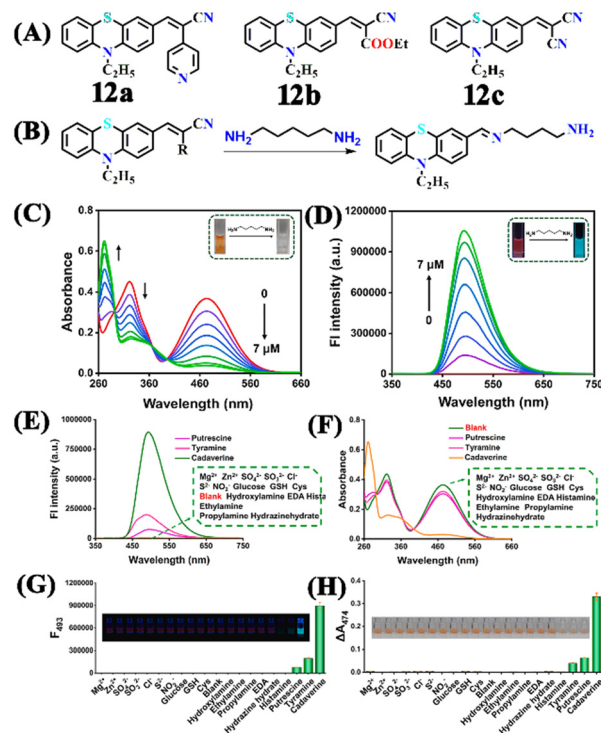 (A)
S CN
N
C₂H₅ N
12a
S CN
N COOEt
C₂H₅
12b
S CN
N CN
C₂H₅
12c
(B)
S CN
N R
C₂H₅
NH₂ NH₂
S N NH₂
N
C₂H₅
(C)
Absorbance
0.8
0.6
0.4
0.2
0.0
H₂N NH₂
0
7 μM
260 360 460 560 660
Wavelength (nm)
(D)
FI intensity (a.u.)
1200000
900000
600000
300000
0
H₂N NH₂
7 μM
0
350 450 550 650 750
Wavelength (nm)
(E)
FI intensity (a.u.)
1000000
750000
500000
250000
0
Putrescine
Tyramine
Cadaverine
Mg²⁺ Zn²⁺ SO₄²⁻ SO₃²⁻ Cl⁻
S²⁻ NO₂⁻ Glucose GSH Cys
Blank Hydroxylamine EDA Hista
Ethylamine
Propylamine Hydrazinehydrate
350 450 550 650 750
Wavelength (nm)
(F)
Absorbance
0.8
0.6
0.4
0.2
0.0
Blank
Putrescine
Tyramine
Cadaverine
Mg²⁺ Zn²⁺ SO₄²⁻ SO₃²⁻ Cl⁻
S²⁻ NO₂⁻ Glucose GSH Cys
Hydroxylamine EDA Histamine
Ethylamine Propylamine
Hydrazinehydrate
260 360 460 560 660
Wavelength (nm)
(G)
F₄₉₃
1200000
900000
600000
300000
0
Mg²⁺
Zn²⁺
Cl⁻
S²⁻
NO₂⁻
Glucose
GSH
Cys
Blank
Hydroxylamine
Ethylamine
Propylamine
EDA
Hydrazine hydrate
Histamine
Putrescine
Tyramine
Cadaverine
(H)
ΔA₄₇₄
0.4
0.3
0.2
0.1
0.0
Mg²⁺
Zn²⁺
Cl⁻
S²⁻
NO₂⁻
Glucose
GSH
Cys
Blank
Hydroxylamine
Ethylamine
Propylamine
EDA
Hydrazine hydrate
Histamine
Tyramine
Putrescine
Cadaverine